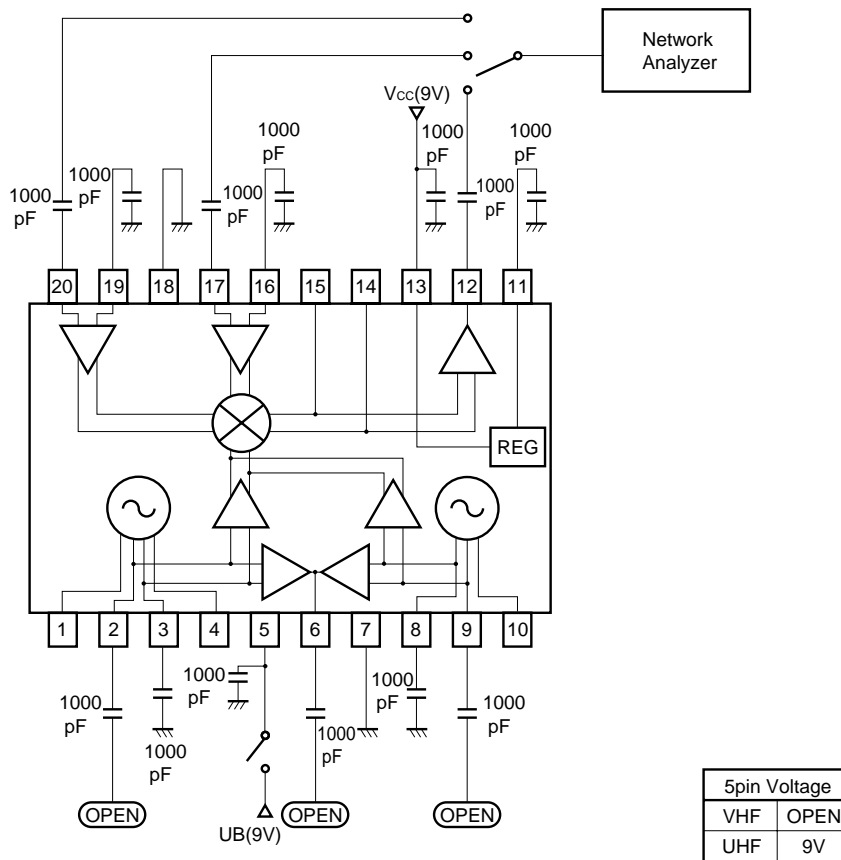 Network
Analyzer
VCC(9V)
1000
pF
1000
pF
1000
pF
1000
pF
1000
pF
1000
pF
1000
pF
1000
pF
20
19
18
17
16
15
14
13
12
11
REG
1
2
3
4
5
6
7
8
9
10
1000
pF
1000
pF
1000
pF
1000
pF
1000
pF
1000
pF
OPEN
UB(9V)
OPEN
OPEN
5pin Voltage
VHF OPEN
UHF 9V